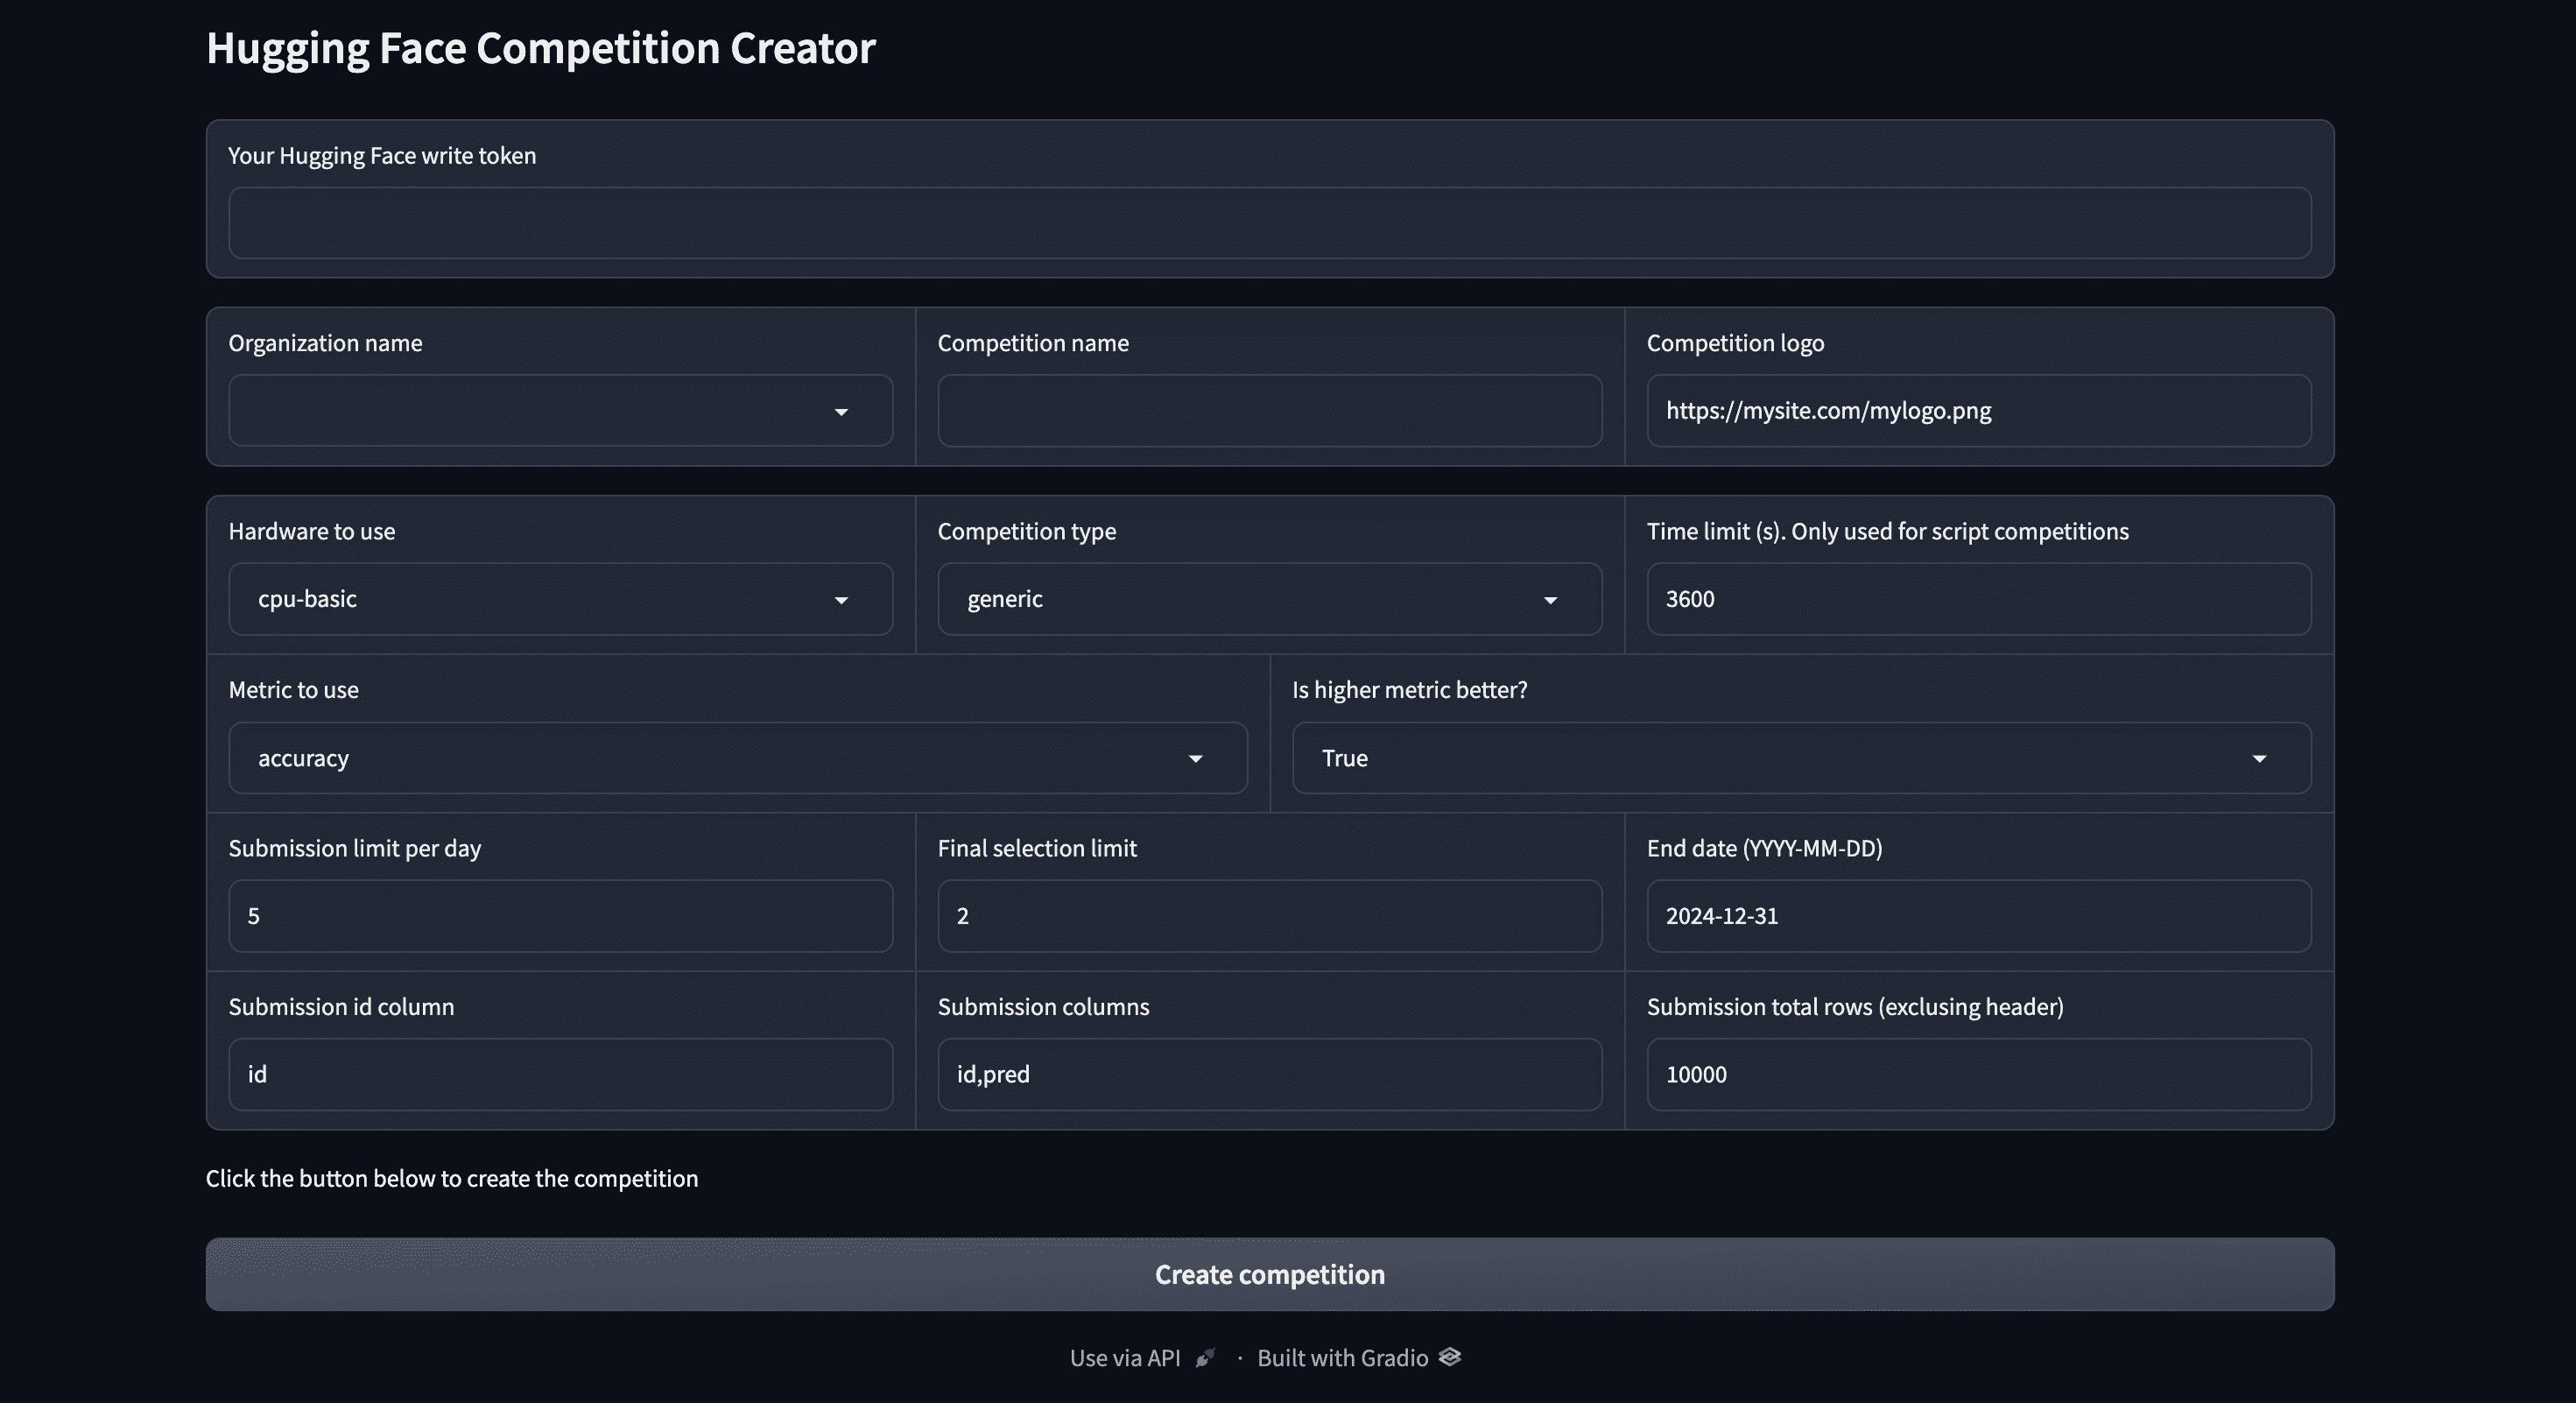 Hugging Face Competition Creator
Your Hugging Face write token
Organization name
Competition name
Competition logo
https://mysite.com/mylogo.png
Hardware to use
Competition type
Time limit (s). Only used for script competitions
cpu-basic
generic
3600
Metric to use
Is higher metric better?
accuracy
True
Submission limit per day
Final selection limit
End date (YYYY-MM-DD)
5
2
2024-12-31
Submission id column
Submission columns
Submission total rows (exclusing header)
id
id,pred
10000
Click the button below to create the competition
Create competition
Use via API · Built with Gradio